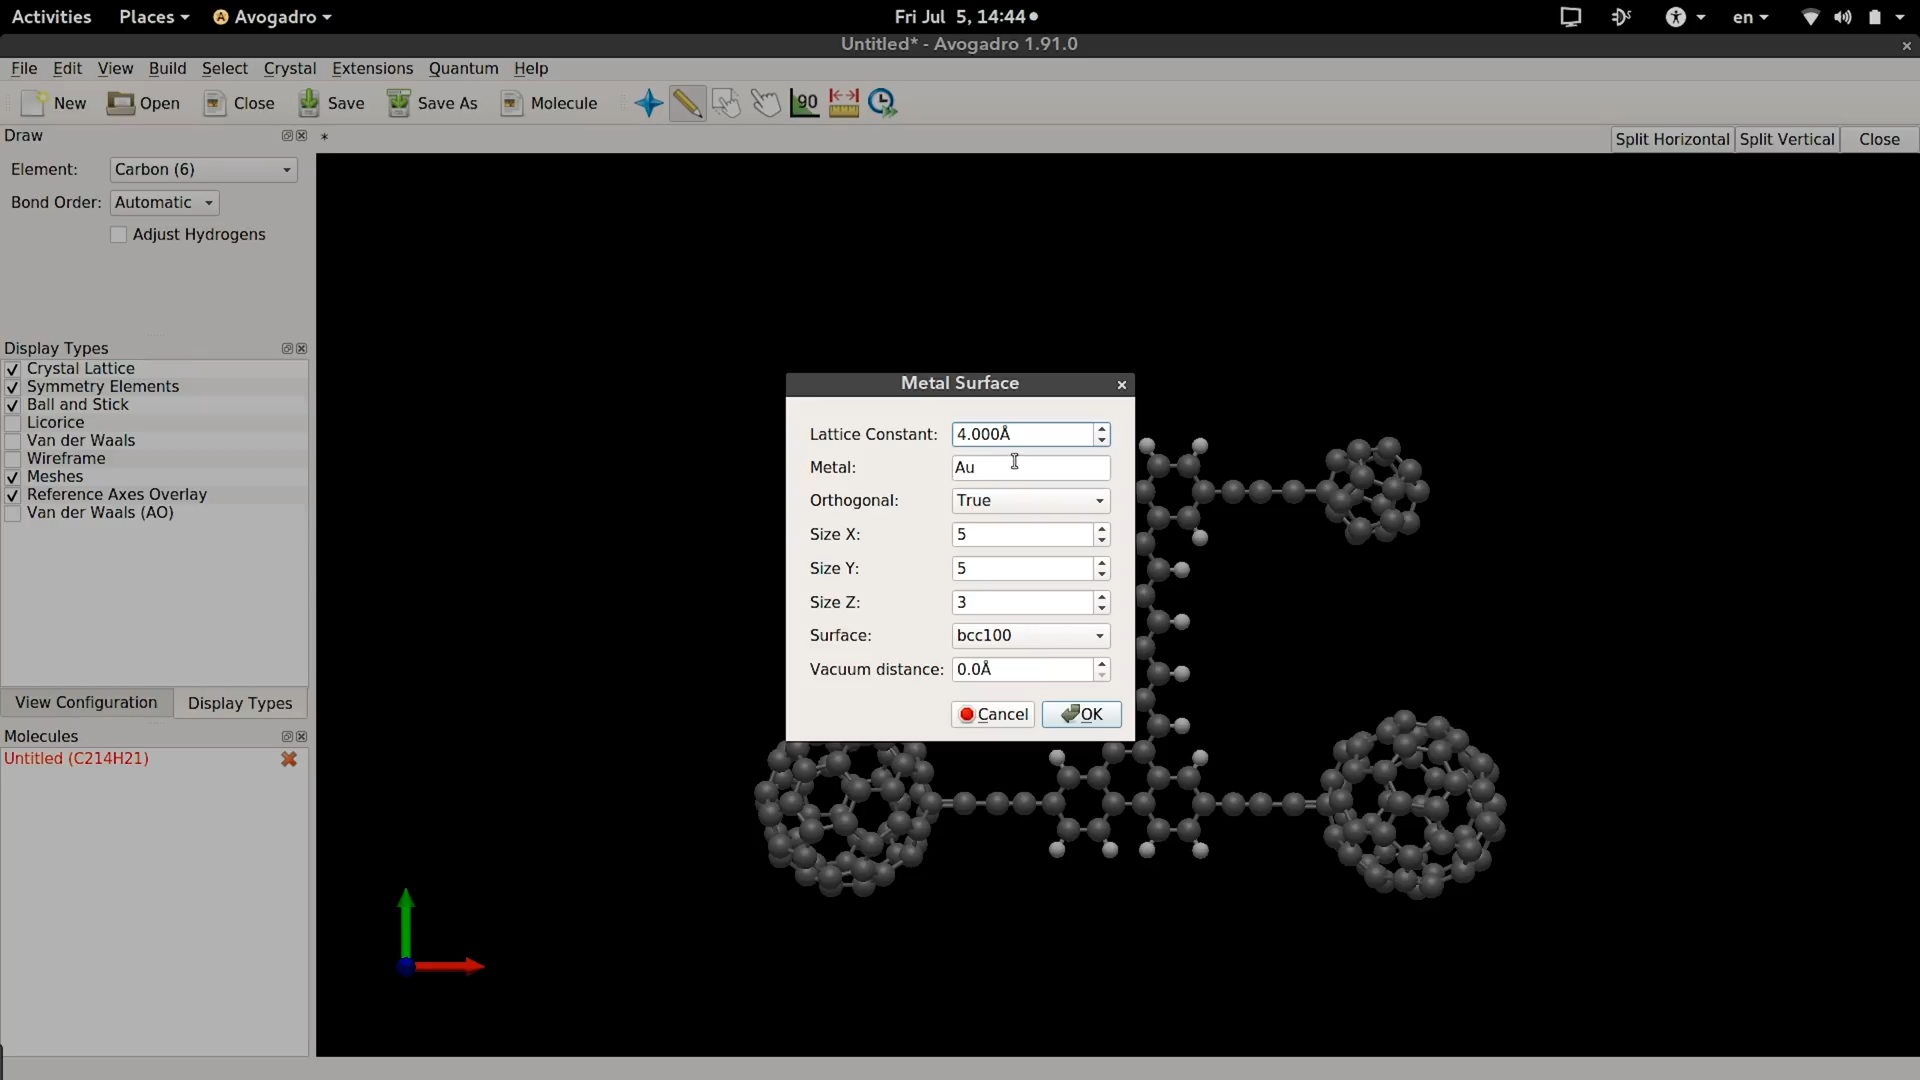 Activities Places Avogadro Fri Jul 5, 14:44 en
Untitled* - Avogadro 1.91.0
File Edit View Build Select Crystal Extensions Quantum Help
New Open Close Save Save As Molecule 90
Draw * Split Horizontal Split Vertical Close
Element: Carbon (6)
Bond Order: Automatic
Adjust Hydrogens
Display Types
Crystal Lattice
Symmetry Elements
Ball and Stick
Licorice
Van der Waals
Wireframe
Meshes
Reference Axes Overlay
Van der Waals (AO)
View Configuration Display Types
Molecules
Untitled (C214H21)
Metal Surface
Lattice Constant: 4.000Å
Metal: Au
Orthogonal: True
Size X: 5
Size Y: 5
Size Z: 3
Surface: bcc100
Vacuum distance: 0.0Å
Cancel OK